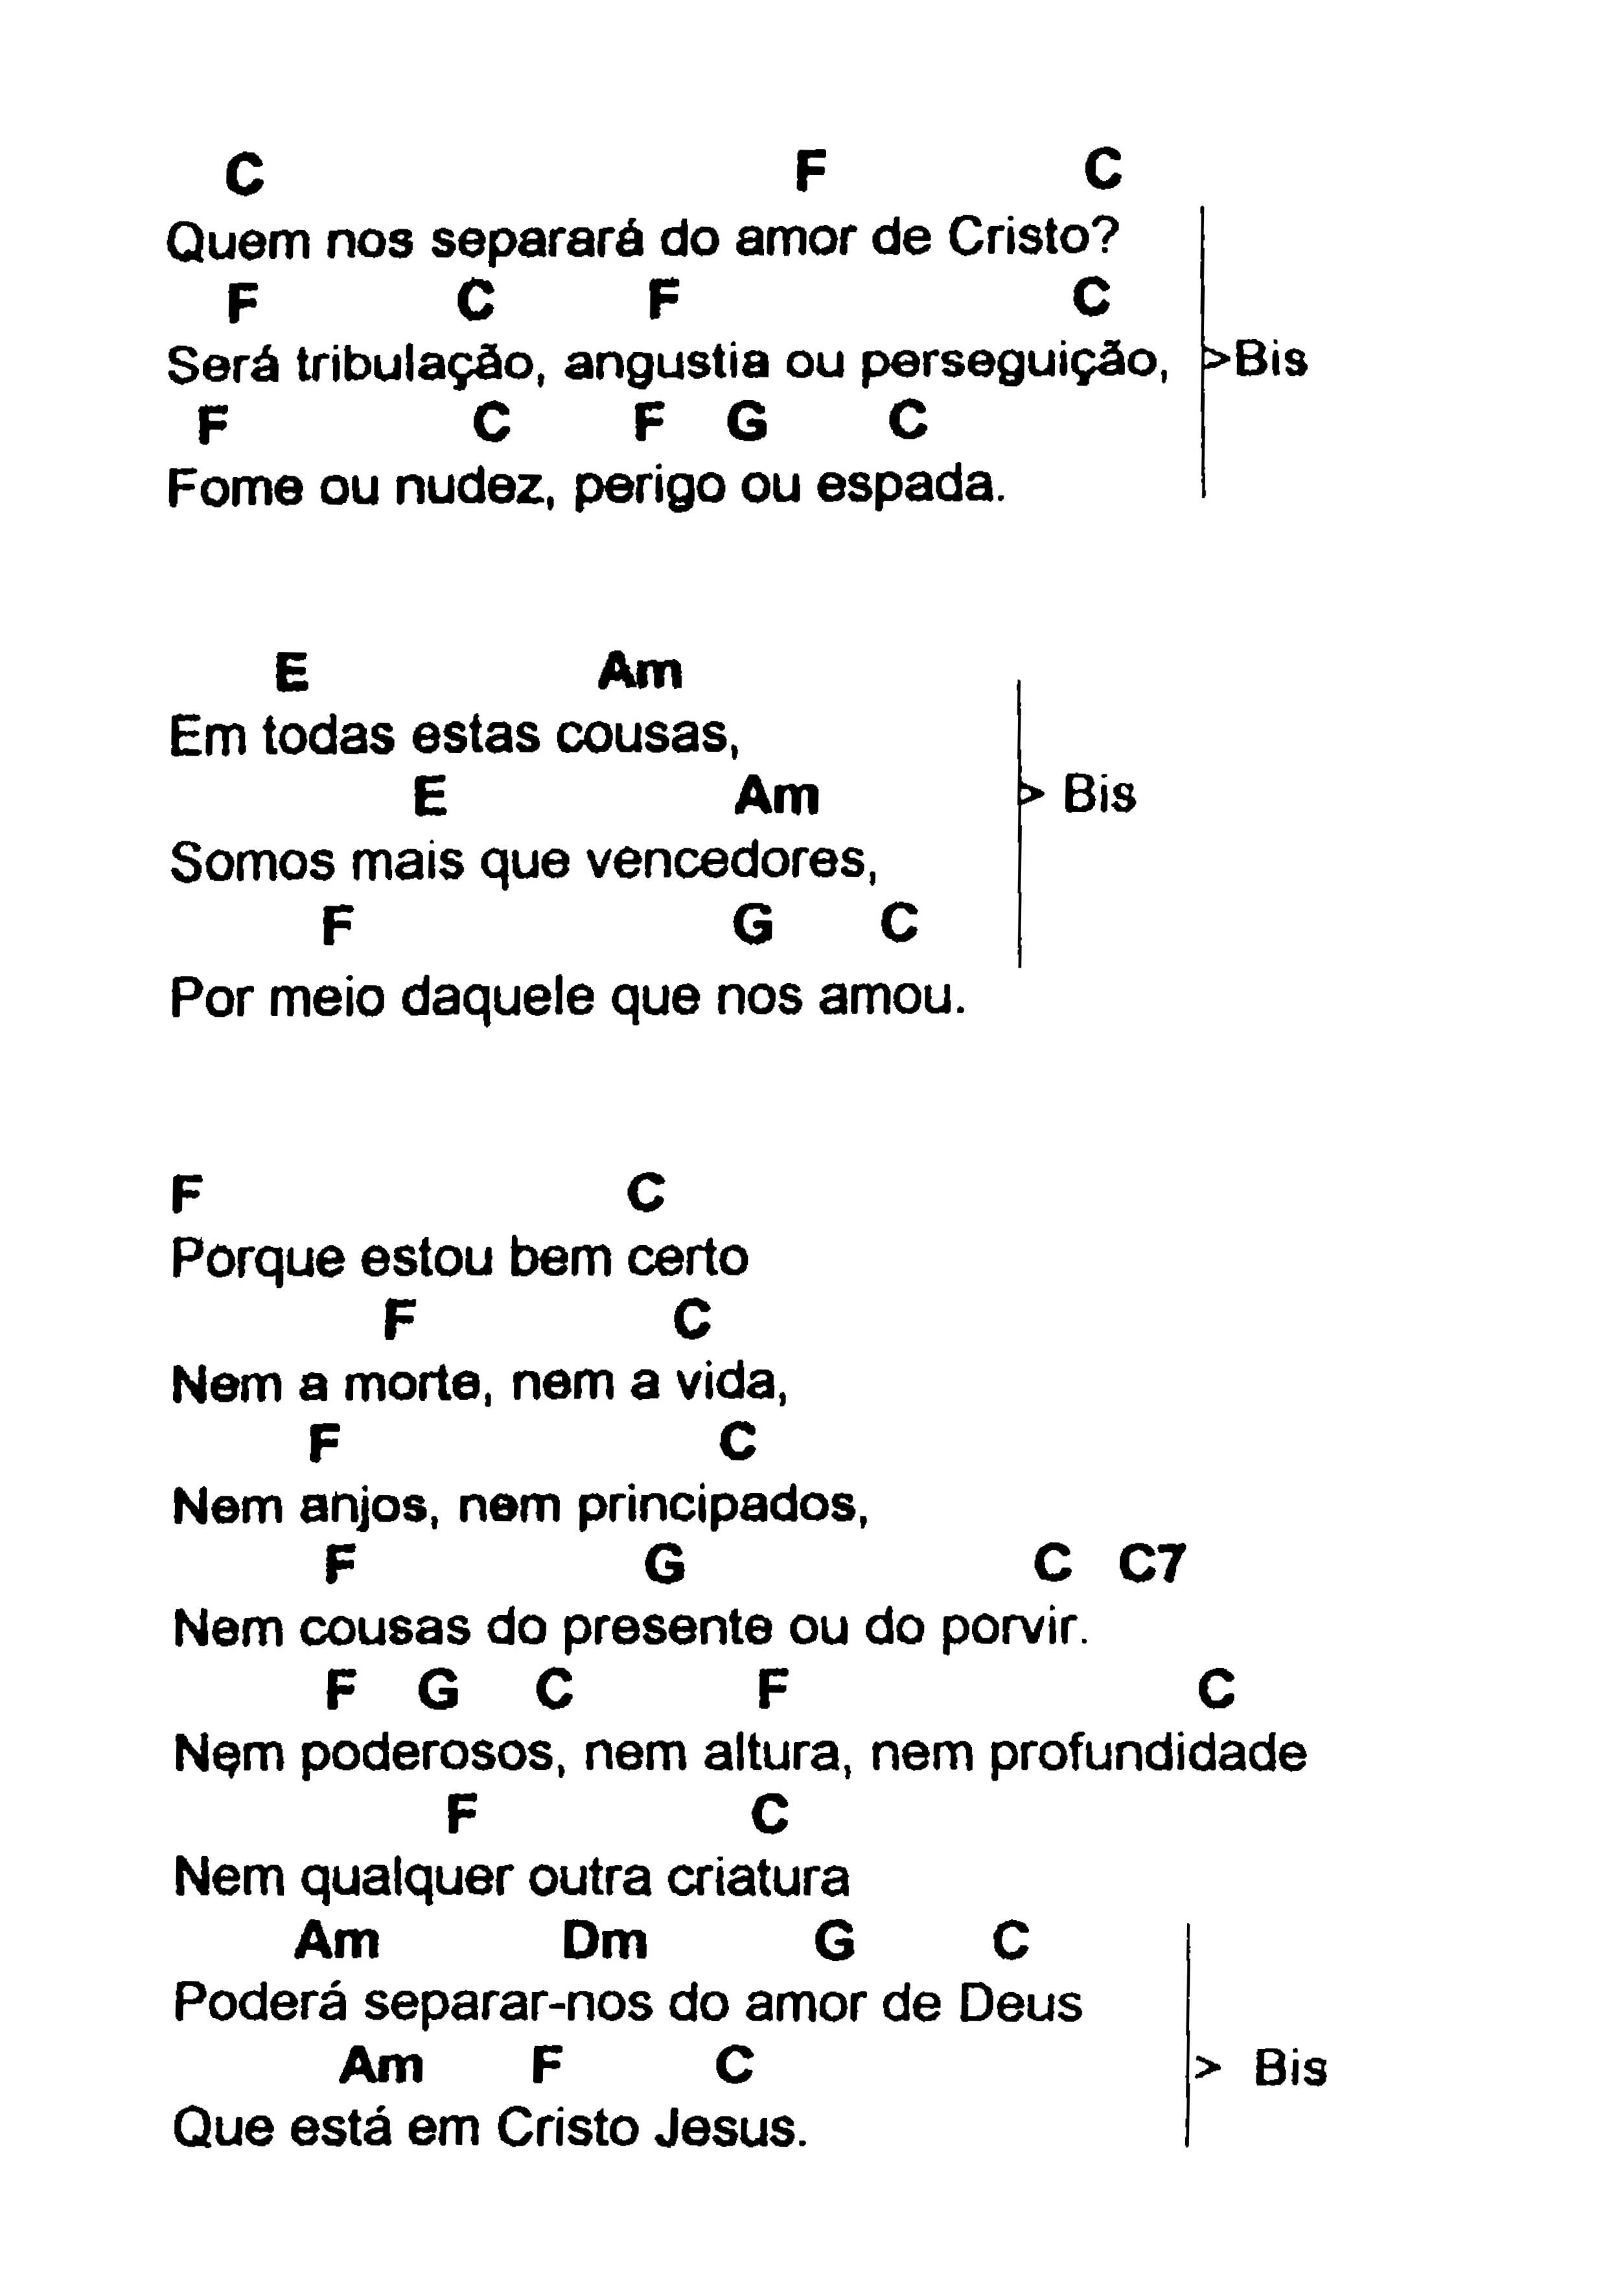 C F C
Quem nos separará do amor de Cristo?
F C F C
Será tribulação, angustia ou perseguição, >Bis
F C F G C
Fome ou nudez, perigo ou espada.
E Am
Em todas estas cousas,
E Am > Bis
Somos mais que vencedores,
F G C
Por meio daquele que nos amou.
F C
Porque estou bem certo
F C
Nem a morte, nem a vida,
F C
Nem anjos, nem principados,
F G C C7
Nem cousas do presente ou do porvir.
F G C F C
Nem poderosos, nem altura, nem profundidade
F C
Nem qualquer outra criatura
Am Dm G C
Poderá separar-nos do amor de Deus
Am F C > Bis
Que está em Cristo Jesus.